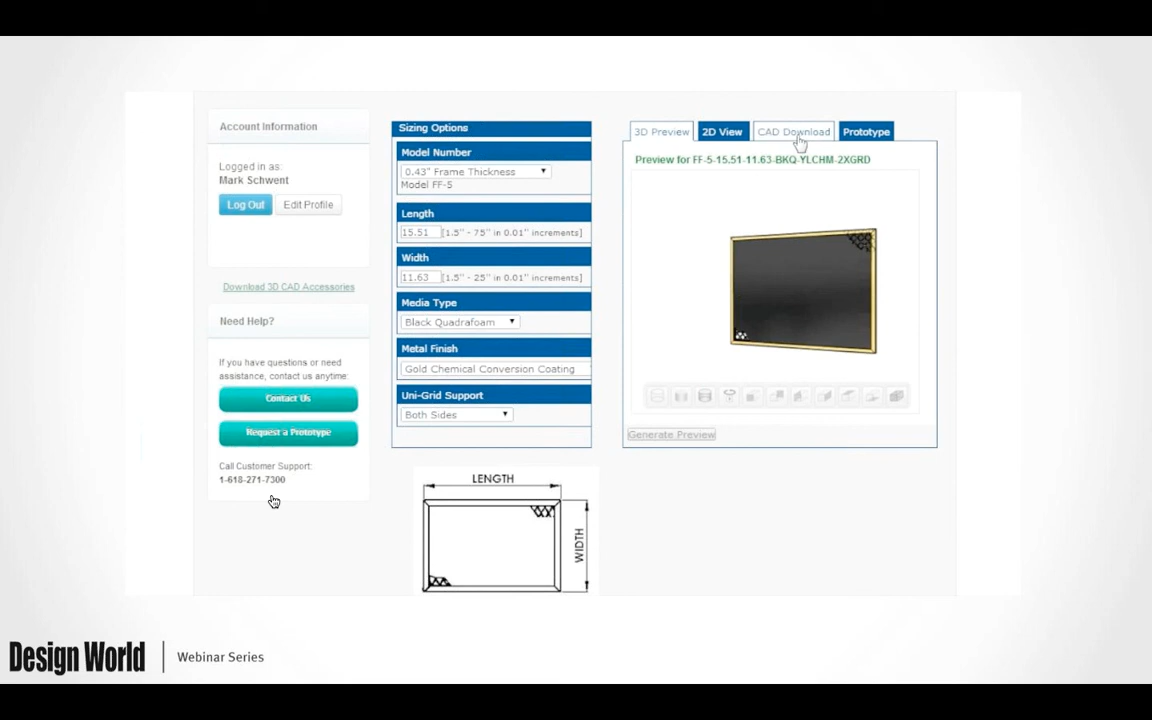 Account Information
Logged in as:
Mark Schwent
Log Out
Edit Profile
Download 3D CAD Accessories
Need Help?
If you have questions or need
assistance, contact us anytime:
Contact Us
Request a Prototype
Call Customer Support:
1-618-271-7300
Sizing Options
Model Number
0.43" Frame Thickness
Model FF-5
Length
15.51 [1.5" - 75" in 0.01" increments]
Width
11.63 [1.5" - 25" in 0.01" increments]
Media Type
Black Quadrafoam
Metal Finish
Gold Chemical Conversion Coating
Uni-Grid Support
Both Sides
3D Preview
2D View
CAD Download
Prototype
Preview for FF-5-15.51-11.63-BKQ-YLCHM-2XGRD
Generate Preview
LENGTH
WIDTH
Design World
Webinar Series